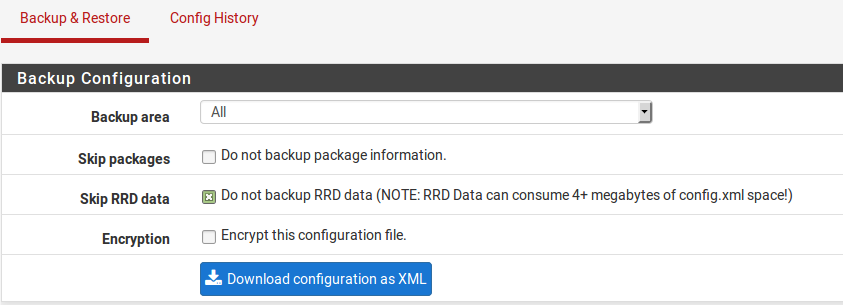 Backup & Restore Config History
Backup Configuration
Backup area All
Skip packages Do not backup package information.
Skip RRD data Do not backup RRD data (NOTE: RRD Data can consume 4+ megabytes of config.xml space!)
Encryption Encrypt this configuration file.
Download configuration as XML